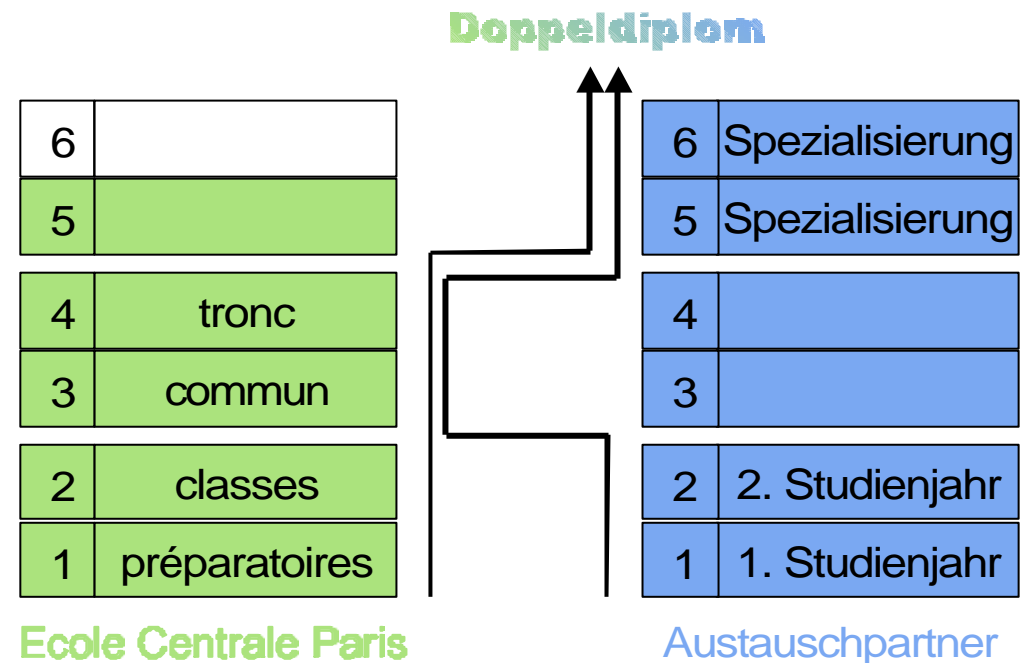 Doppeldiplom
6
5
4 tronc
3 commun
2 classes
1 préparatoires
Ecole Centrale Paris
6 Spezialisierung
5 Spezialisierung
4
3
2 2. Studienjahr
1 1. Studienjahr
Austauschpartner